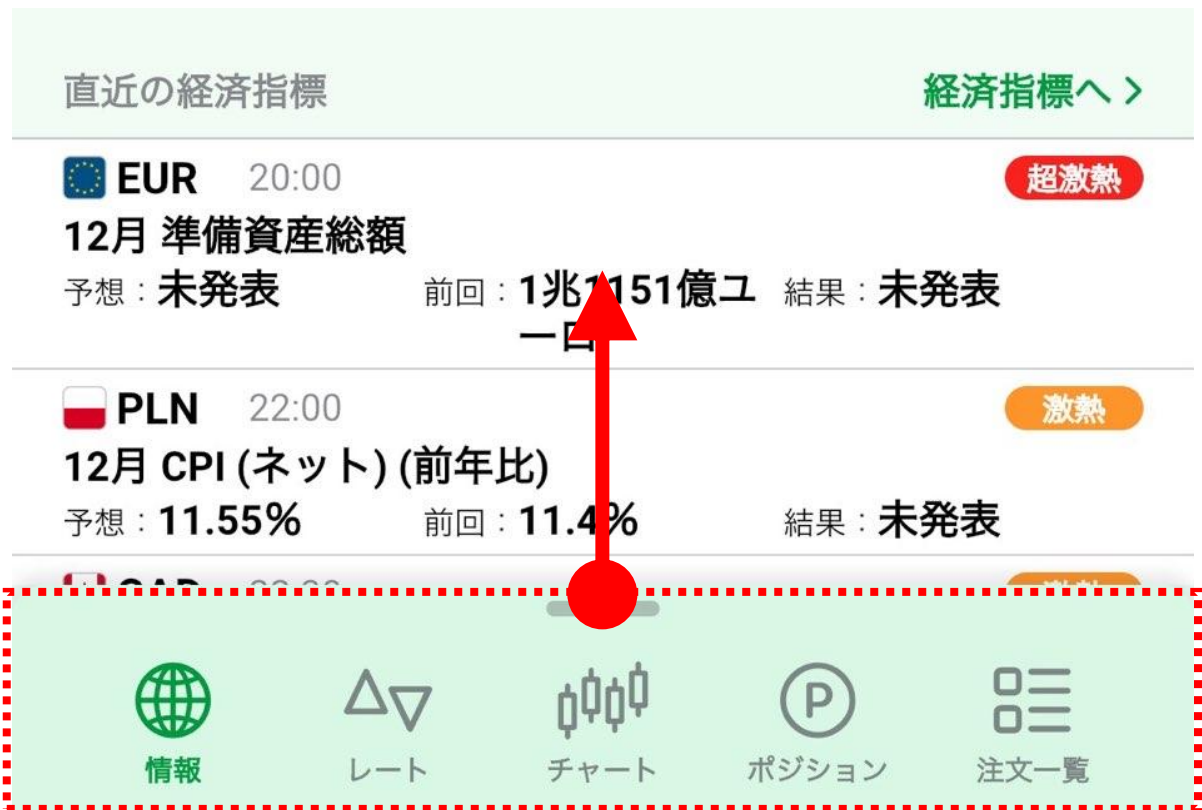 直近の経済指標 経済指標へ >
EUR 20:00 超激熱
12月 準備資産総額
予想：未発表 前回：1兆1151億ユ 結果：未発表
ーロ
PLN 22:00 激熱
12月 CPI (ネット) (前年比)
予想：11.55% 前回：11.4% 結果：未発表
P
情報 レート チャート ポジション 注文一覧